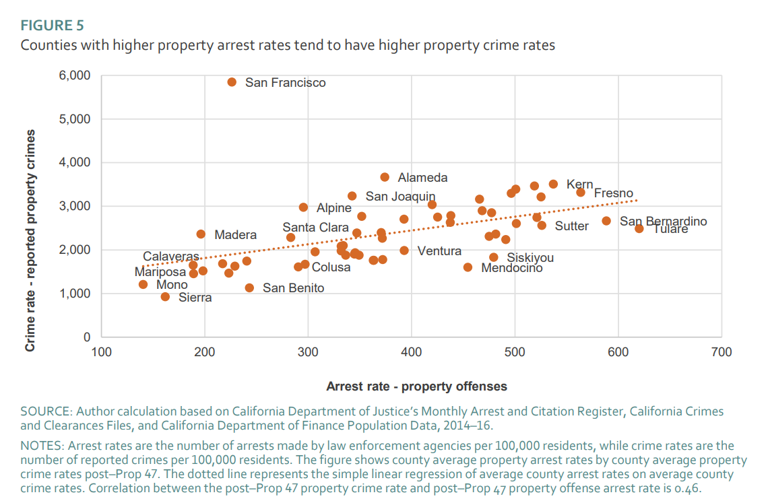 FIGURE 5
Counties with higher property arrest rates tend to have higher property crime rates
Crime rate - reported property crimes
6,000
5,000
4,000
3,000
2,000
1,000
0
San Francisco
Alameda
Kern
San Joaquin
Fresno
Alpine
San Bernardino
Santa Clara
Sutter
Tulare
Madera
Ventura
Calaveras
Siskiyou
Colusa
Mendocino
Mariposa
Mono
San Benito
Sierra
100
200
300
400
500
600
700
Arrest rate - property offenses
SOURCE: Author calculation based on California Department of Justice's Monthly Arrest and Citation Register, California Crimes
and Clearances Files, and California Department of Finance Population Data, 2014–16.
NOTES: Arrest rates are the number of arrests made by law enforcement agencies per 100,000 residents, while crime rates are the
number of reported crimes per 100,000 residents. The figure shows county average property arrest rates by county average property
crime rates post–Prop 47. The dotted line represents the simple linear regression of average county arrest rates on average county
crime rates. Correlation between the post–Prop 47 property crime rate and post–Prop 47 property offense arrest rate is 0.46.